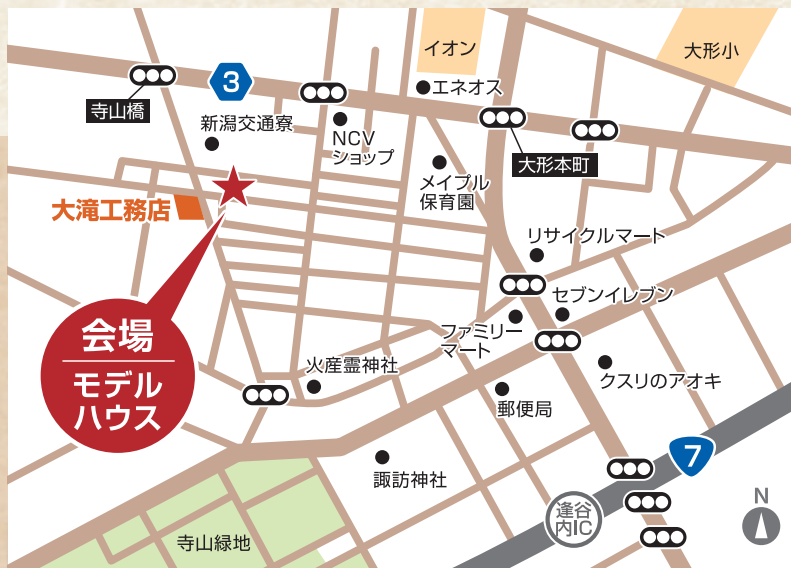 イオン
大形小
3
エネオス
寺山橋
新潟交通寮
NCV
ショップ
大形本町
メイプル
保育園
大滝工務店
リサイクルマート
セブンイレブン
ファミリー
マート
会場
モデル
ハウス
火産霊神社
クスリのアオキ
郵便局
7
諏訪神社
逢谷
内IC
N
寺山緑地